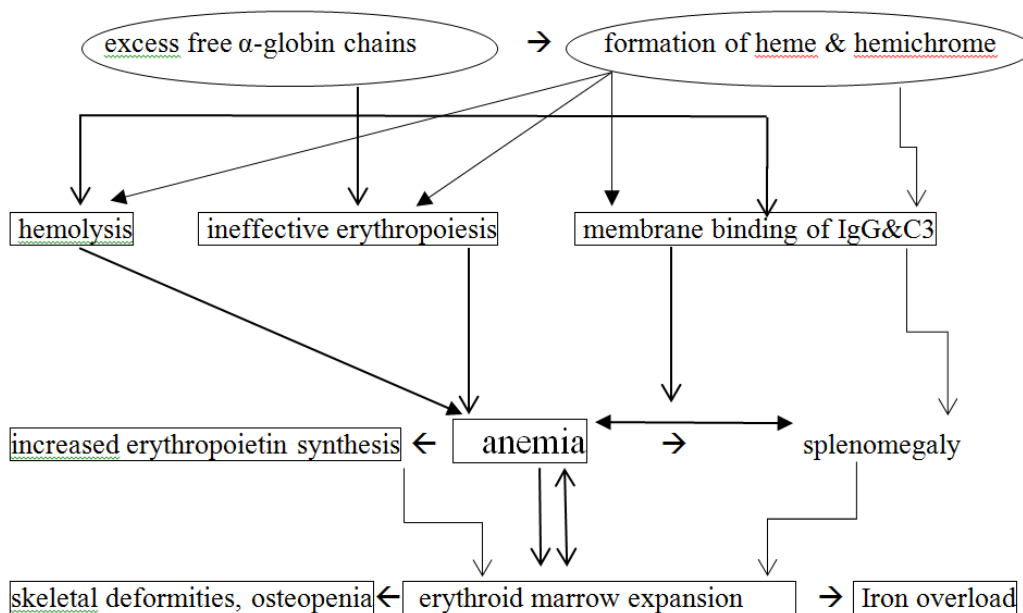 excess free α-globin chains → formation of heme & hemichrome
hemolysis ineffective erythropoiesis membrane binding of IgG&C3
increased erythropoietin synthesis ← anemia → splenomegaly
skeletal deformities, osteopenia ← erythroid marrow expansion → Iron overload